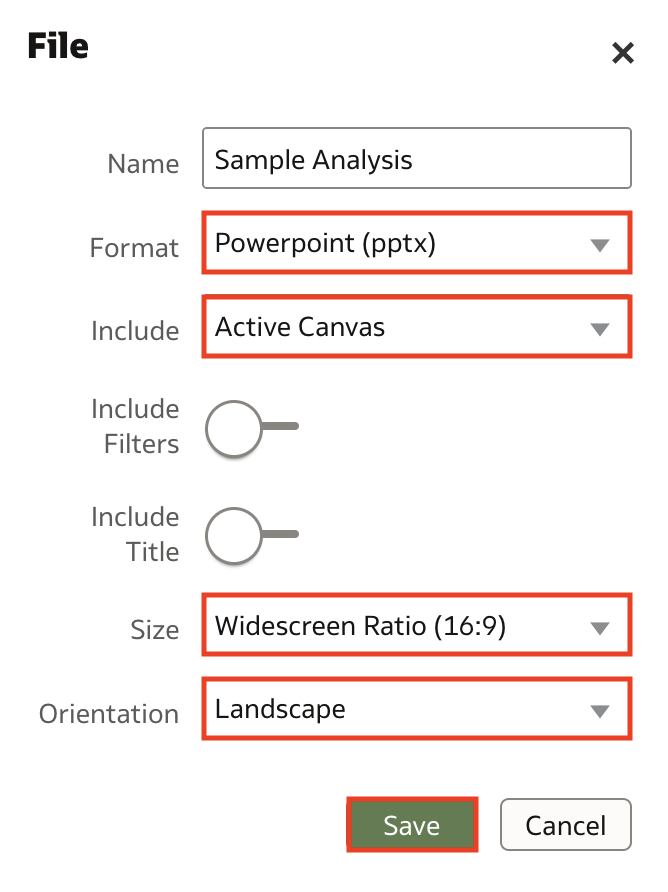 File
Name
Sample Analysis
Format
Powerpoint (pptx)
Include
Active Canvas
Include
Filters
Include
Title
Size
Widescreen Ratio (16:9)
Orientation
Landscape
Save
Cancel